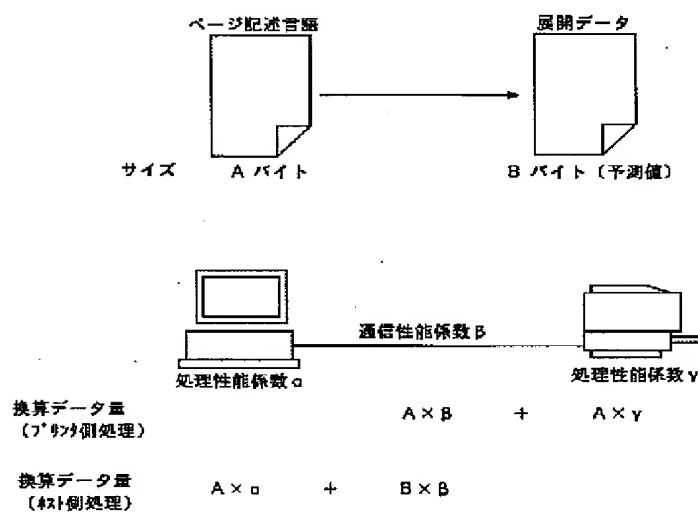 ページ記述言語
展開データ
サイズ
A バイト
B バイト（予測値）
通信性能係数β
処理性能係数α
処理性能係数γ
換算データ量
（プリンタ側処理）
A×β + A×γ
換算データ量
（ホスト側処理）
A×α + B×β